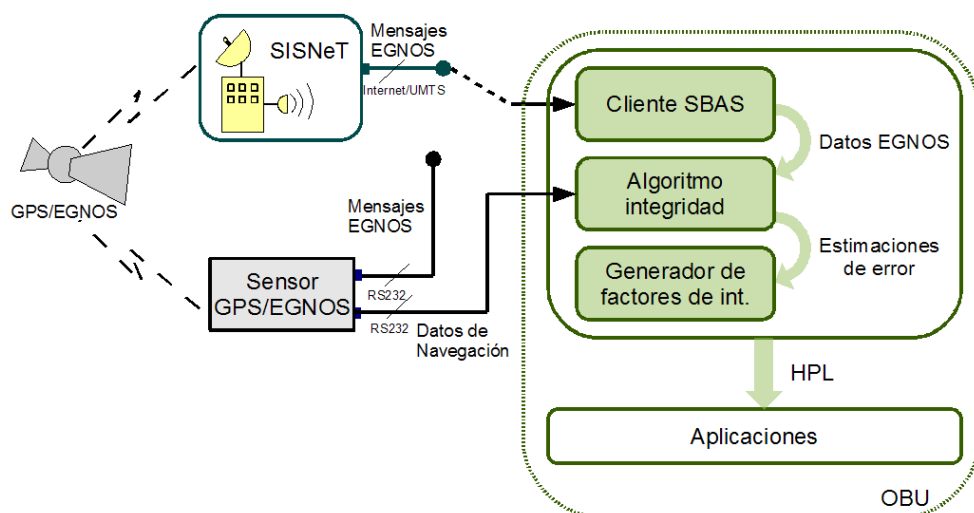 SISNeT
Mensajes
EGNOS
Internet/UMTS
GPS/EGNOS
Mensajes
EGNOS
Sensor
GPS/EGNOS
RS232
RS232
Datos de
Navegación
Cliente SBAS
Datos EGNOS
Algoritmo
integridad
Estimaciones
de error
Generador de
factores de int.
HPL
Aplicaciones
OBU